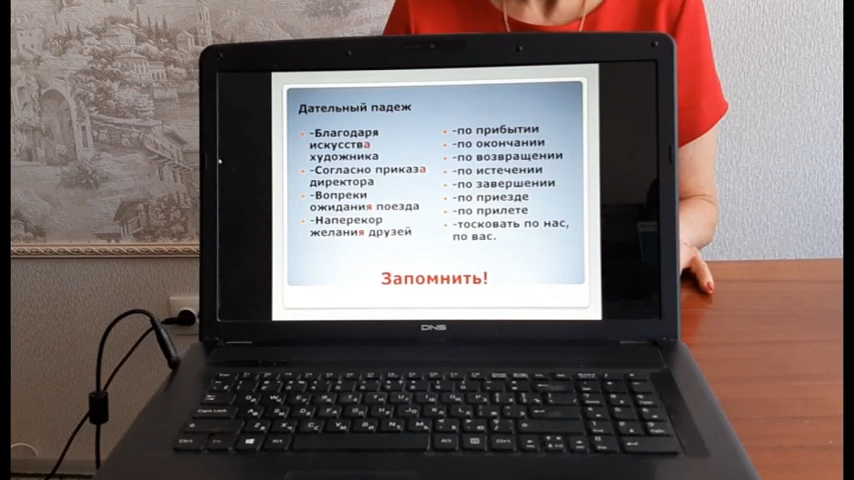 Дательный падеж
-Благодаря
искусства
художника
-Согласно приказа
директора
-Вопреки
ожидания поезда
-Наперекор
желания друзей
-по прибытии
-по окончании
-по возвращении
-по истечении
-по завершении
-по приезде
-по прилете
-тосковать по нас,
по вас.
Запомнить!
DNS